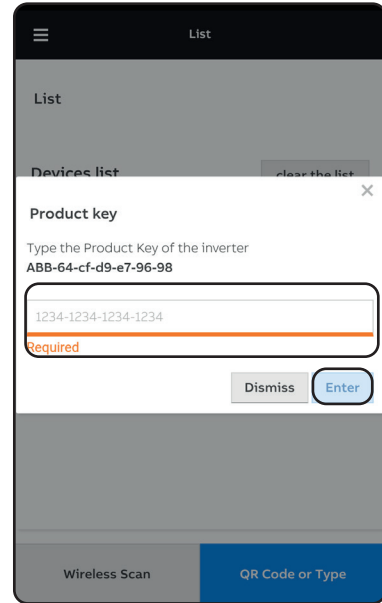 List
List
Devices list
clear the list
Product key
Type the Product Key of the inverter
ABB-64-cf-d9-e7-96-98
1234-1234-1234-1234
Required
Dismiss
Enter
Wireless Scan
QR Code or Type